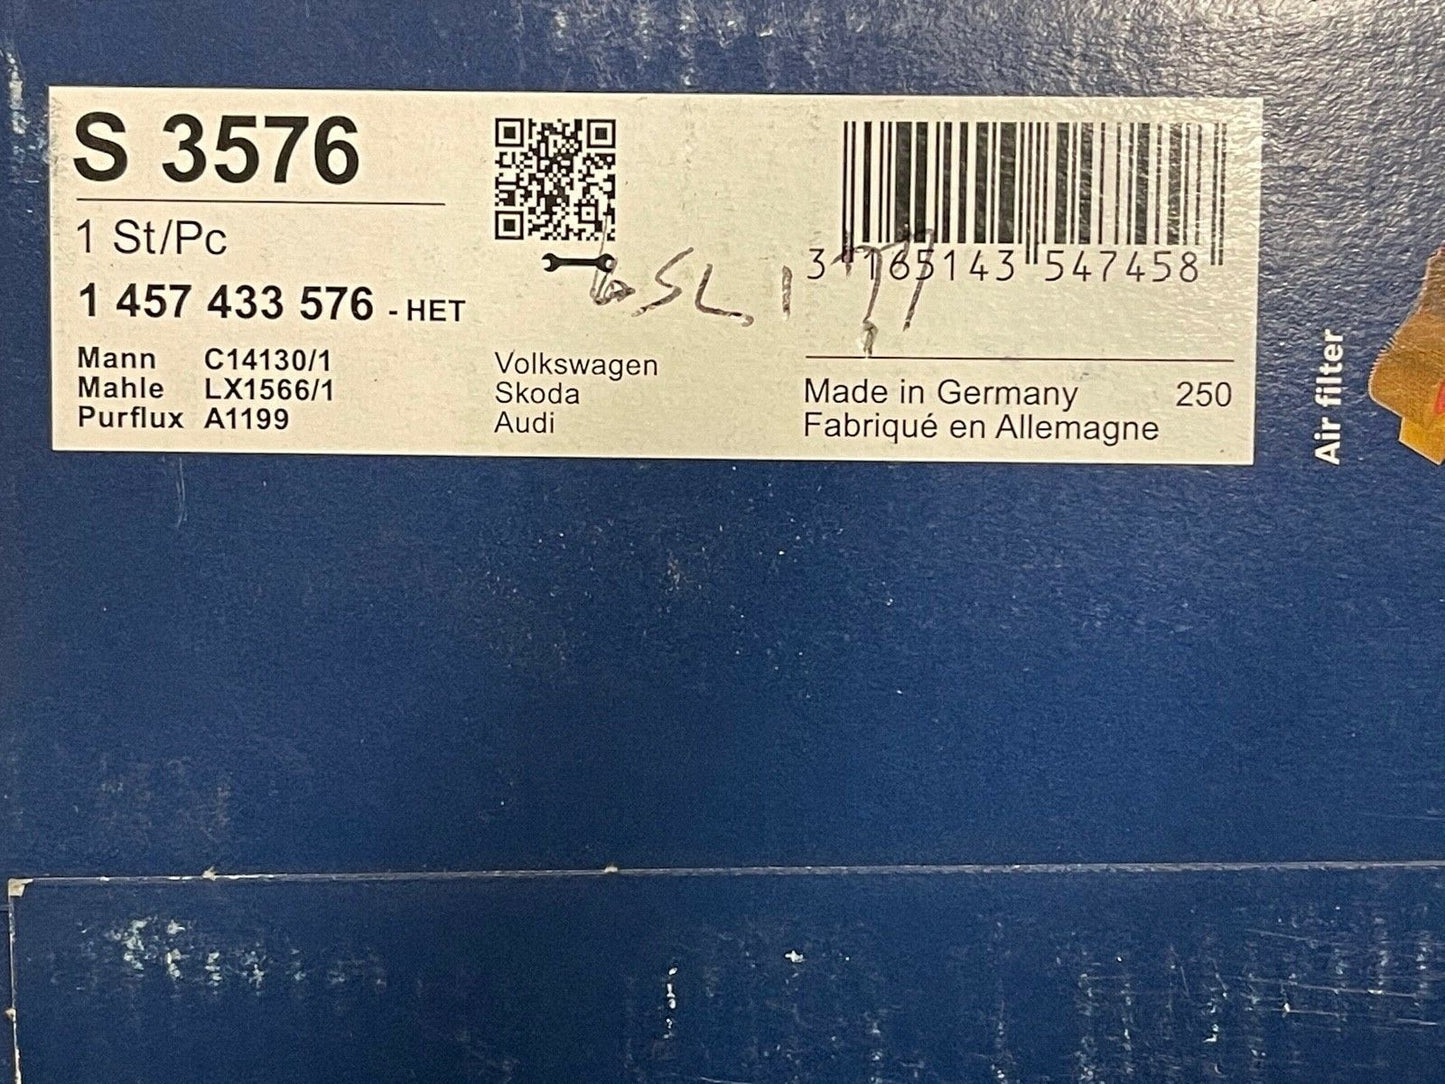 S 3576
1 St/Pc
1 457 433 576 - HET
Mann C14130/1
Mahle LX1566/1
Purflux A1199
Volkswagen
Skoda
Audi
3 165143 547458
Made in Germany 250
Fabriqué en Allemagne
Air filter